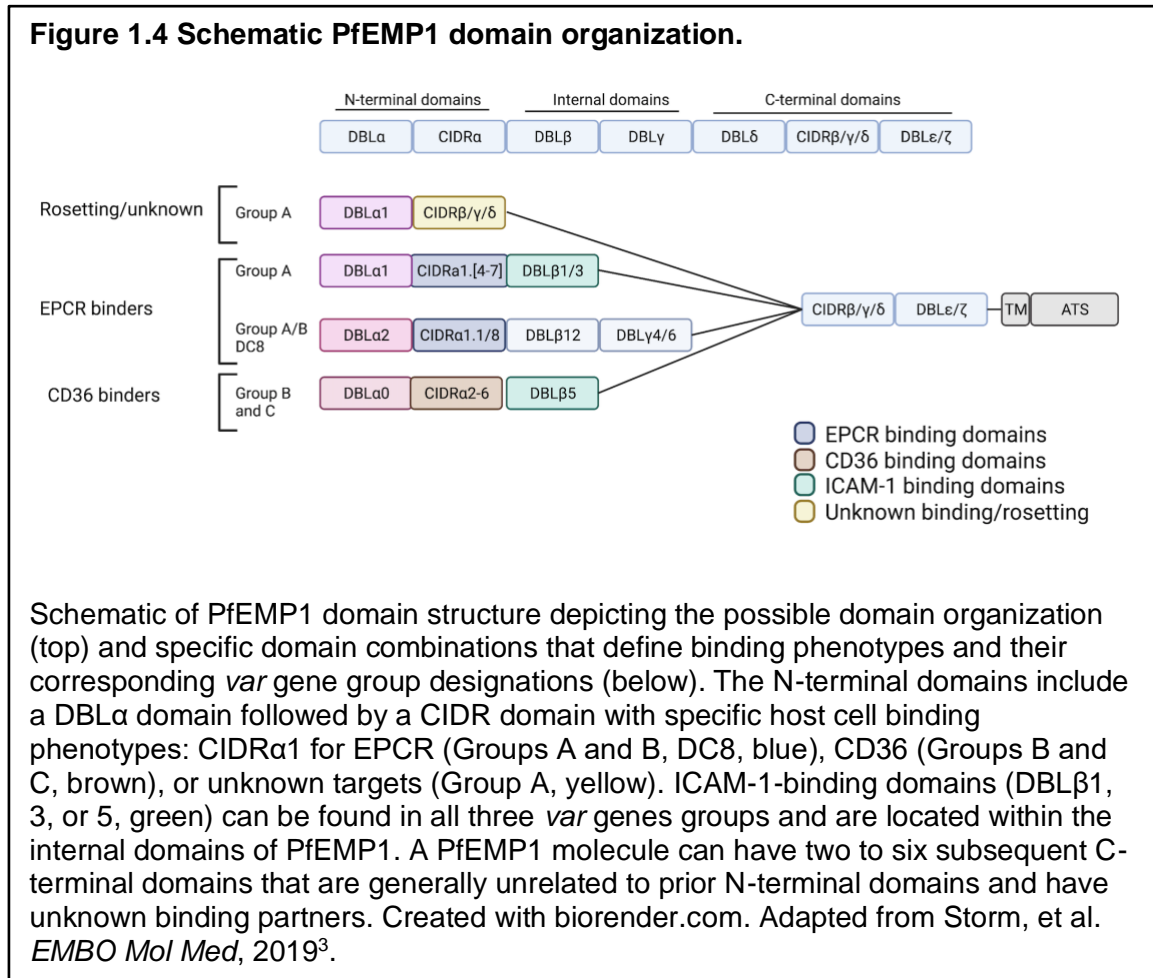 Figure 1.4 Schematic PfEMP1 domain organization.
N-terminal domains Internal domains C-terminal domains
DBLα CIDRα DBLβ DBLγ DBLδ CIDRβ/γ/δ DBLε/ζ
Rosetting/unknown Group A DBLα1 CIDRβ/γ/δ
Group A DBLα1 CIDRa1.[4-7] DBLβ1/3
EPCR binders CIDRβ/γ/δ DBLε/ζ TM ATS
Group A/B DBLα2 CIDRα1.1/8 DBLβ12 DBLγ4/6
DC8
CD36 binders Group B DBLα0 CIDRα2-6 DBLβ5
and C
EPCR binding domains
CD36 binding domains
ICAM-1 binding domains
Unknown binding/rosetting
Schematic of PfEMP1 domain structure depicting the possible domain organization
(top) and specific domain combinations that define binding phenotypes and their
corresponding var gene group designations (below). The N-terminal domains include
a DBLα domain followed by a CIDR domain with specific host cell binding
phenotypes: CIDRα1 for EPCR (Groups A and B, DC8, blue), CD36 (Groups B and
C, brown), or unknown targets (Group A, yellow). ICAM-1-binding domains (DBLβ1,
3, or 5, green) can be found in all three var genes groups and are located within the
internal domains of PfEMP1. A PfEMP1 molecule can have two to six subsequent C-
terminal domains that are generally unrelated to prior N-terminal domains and have
unknown binding partners. Created with biorender.com. Adapted from Storm, et al.
EMBO Mol Med, 2019³.